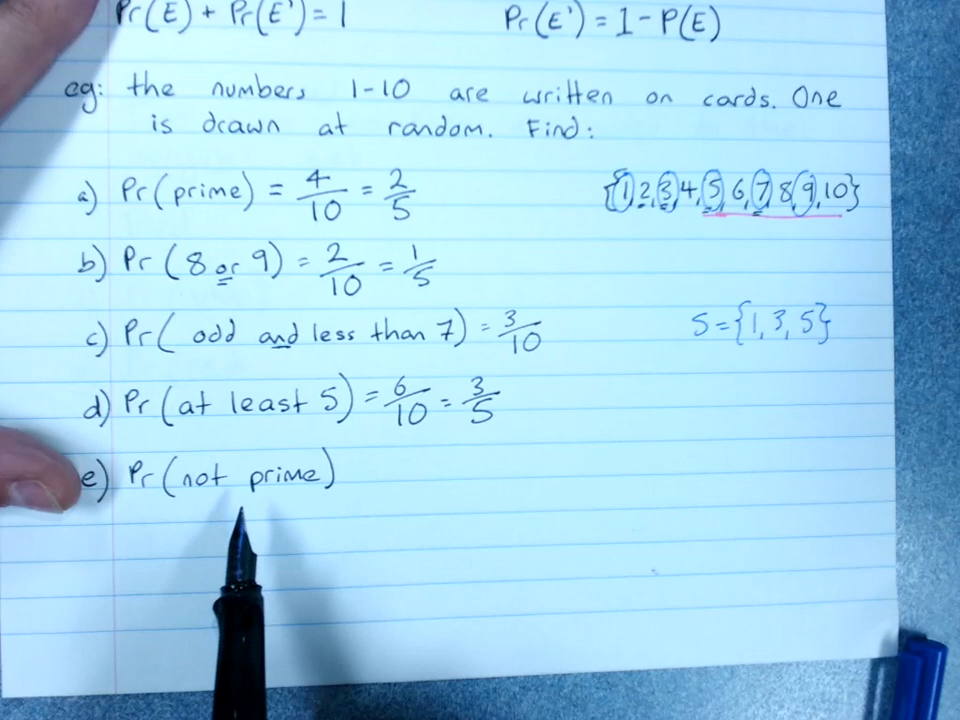 Pr(E) + Pr(E') = 1
Pr(E') = 1 - P(E)
eg: the numbers 1-10 are written on cards. One
is drawn at random. Find:
a) Pr(prime) = 4/10 = 2/5
{1, 2, 3, 4, 5, 6, 7, 8, 9, 10}
b) Pr (8 or 9) = 2/10 = 1/5
c) Pr( odd and less than 7) = 3/10
S = {1, 3, 5}
d) Pr (at least 5) = 6/10 = 3/5
e) Pr (not prime)